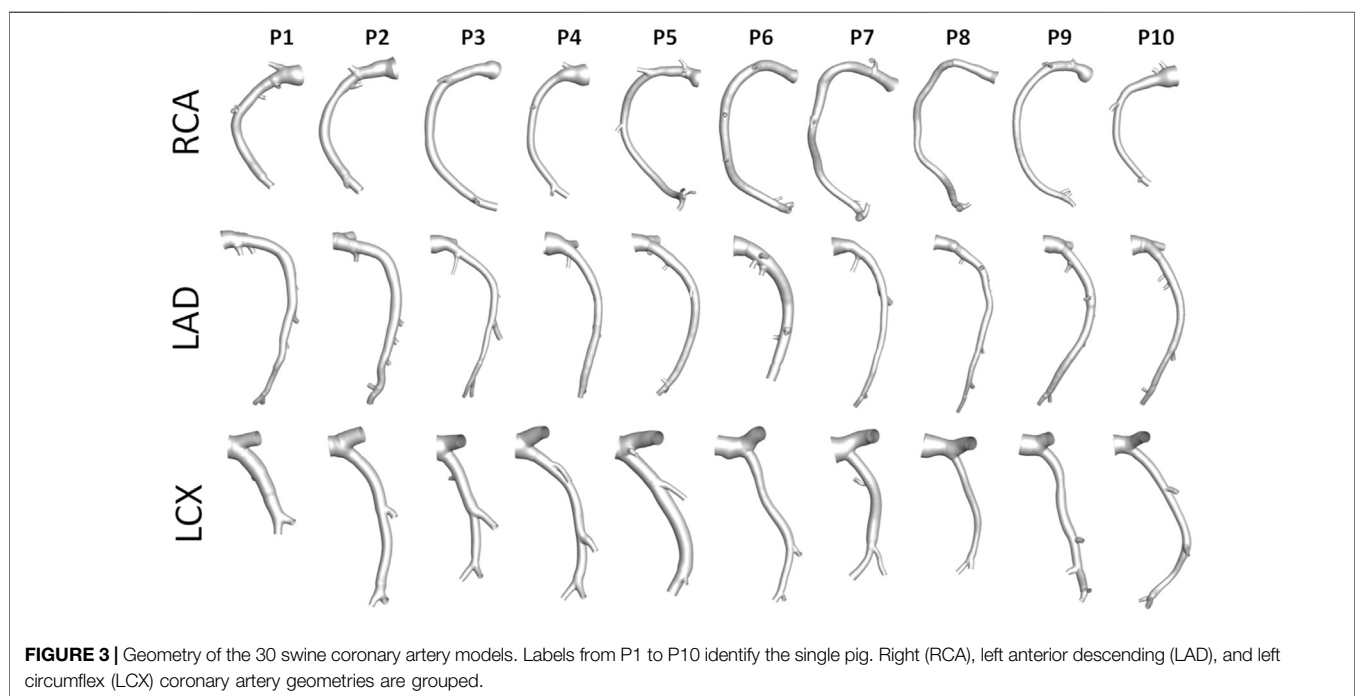 P1 P2 P3 P4 P5 P6 P7 P8 P9 P10
RCA
LAD
LCX
FIGURE 3 | Geometry of the 30 swine coronary artery models. Labels from P1 to P10 identify the single pig. Right (RCA), left anterior descending (LAD), and left
circumflex (LCX) coronary artery geometries are grouped.